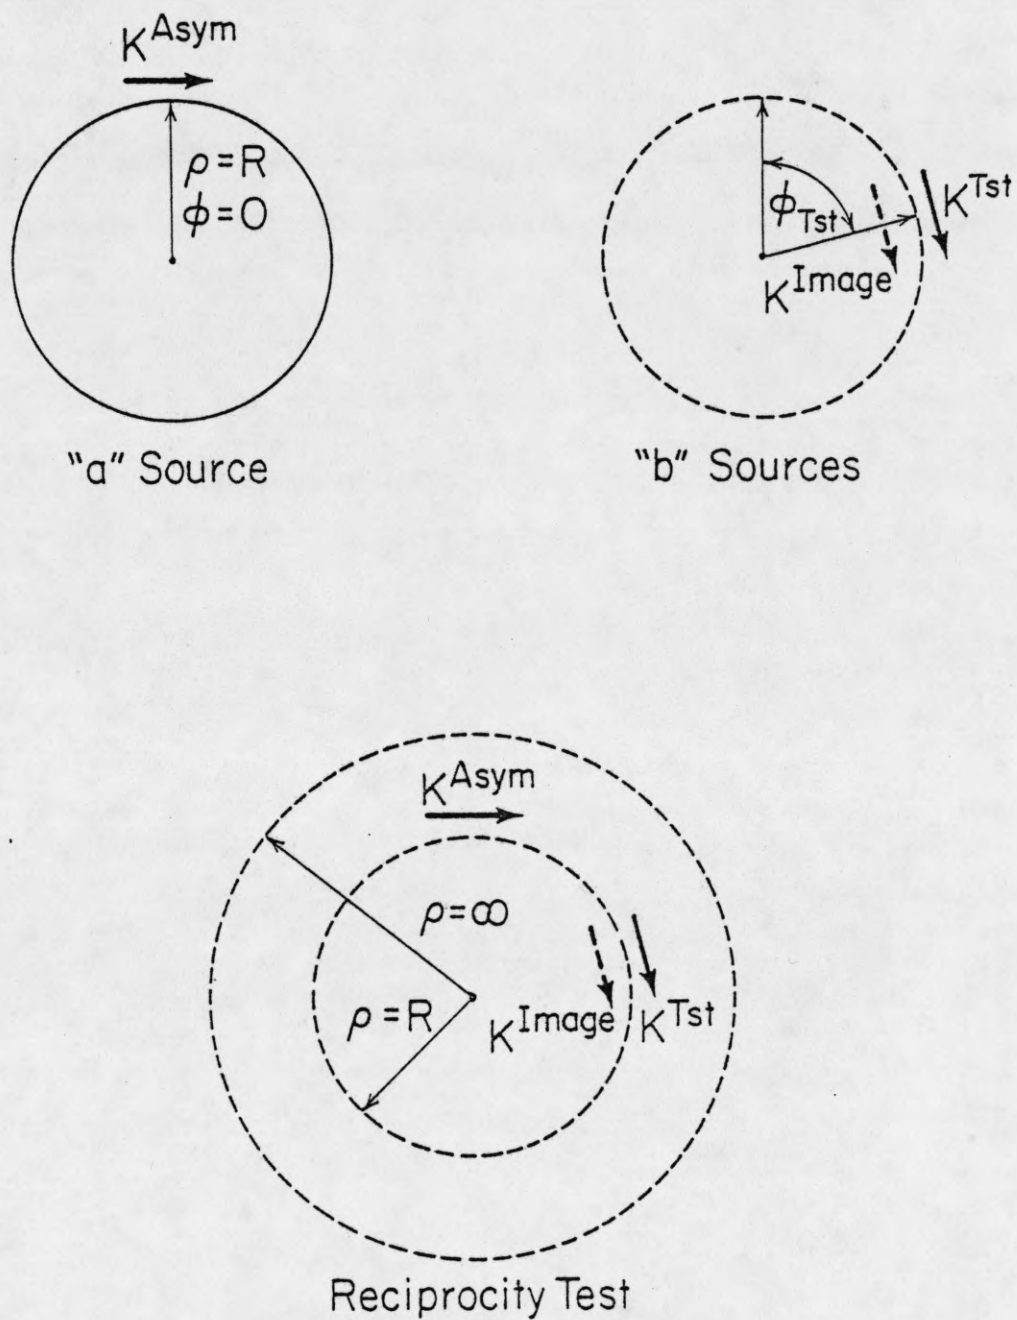 K^Asym
ρ=R
φ=0
"a" Source
φ_Tst
K^Tst
K^Image
"b" Sources
K^Asym
ρ=∞
ρ=R
K^Image
K^Tst
Reciprocity Test